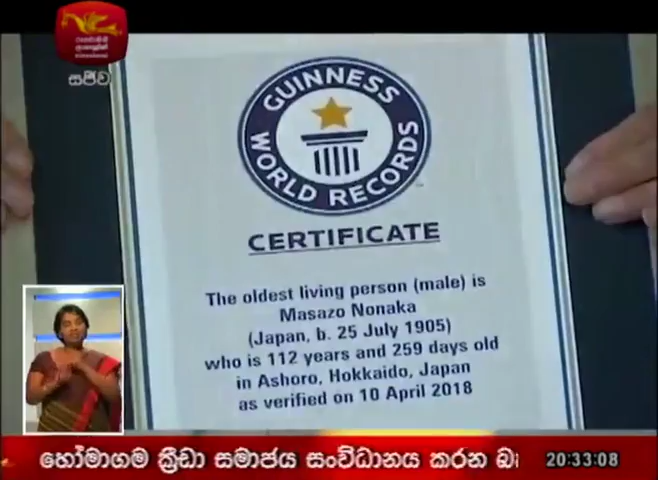 සජීව
GUINNESS
WORLD RECORDS
CERTIFICATE
The oldest living person (male) is
Masazo Nonaka
(Japan, b. 25 July 1905)
who is 112 years and 259 days old
in Ashoro, Hokkaido, Japan
as verified on 10 April 2018
හෝමාගම ක්‍රීඩා සමාජය සංවිධානය කරන බ
20:33:08